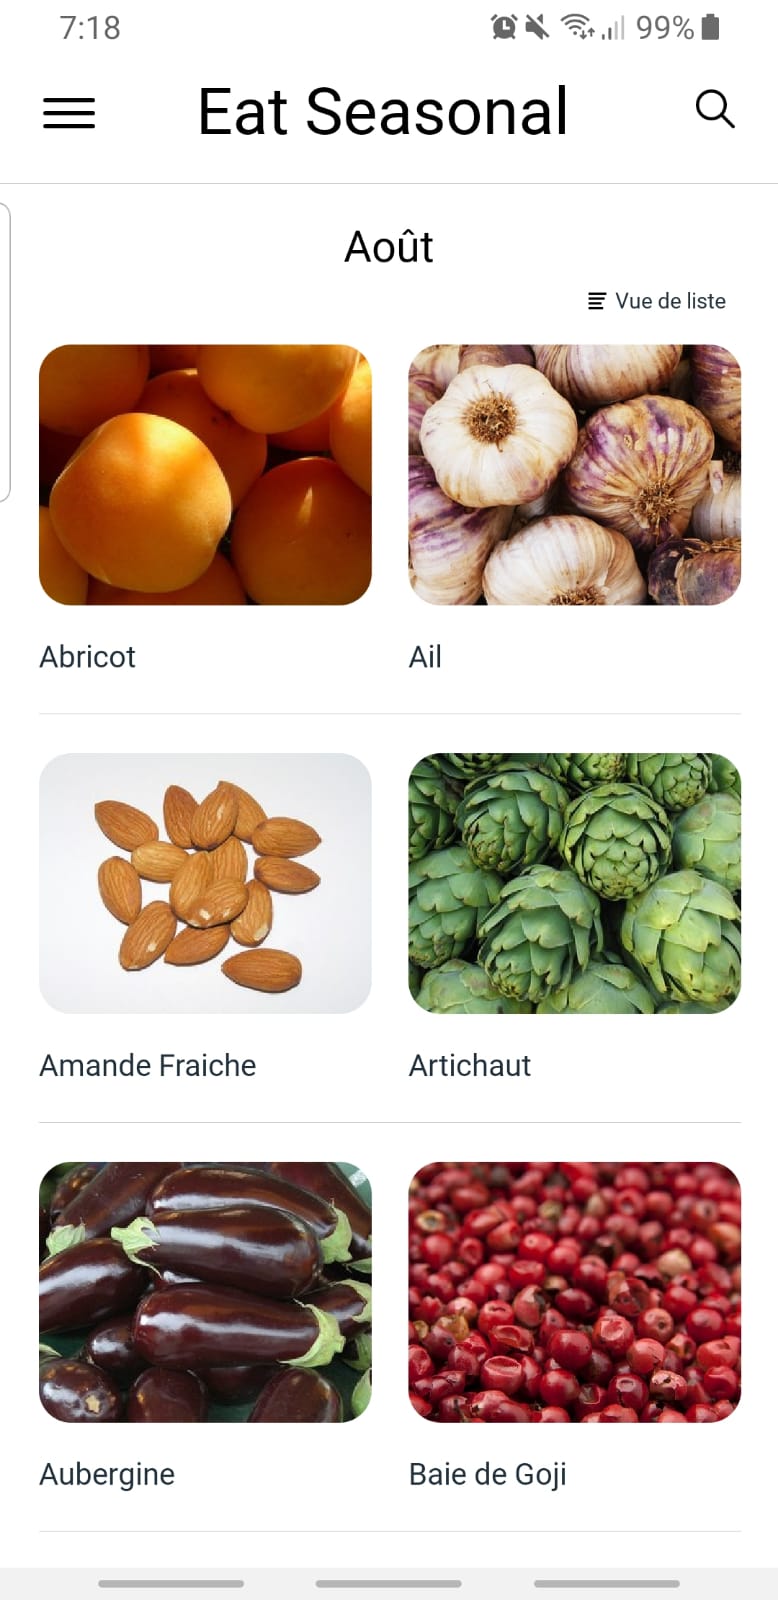 7:18 99%
Eat Seasonal
Août
Vue de liste
Abricot Ail
Amande Fraiche Artichaut
Aubergine Baie de Goji